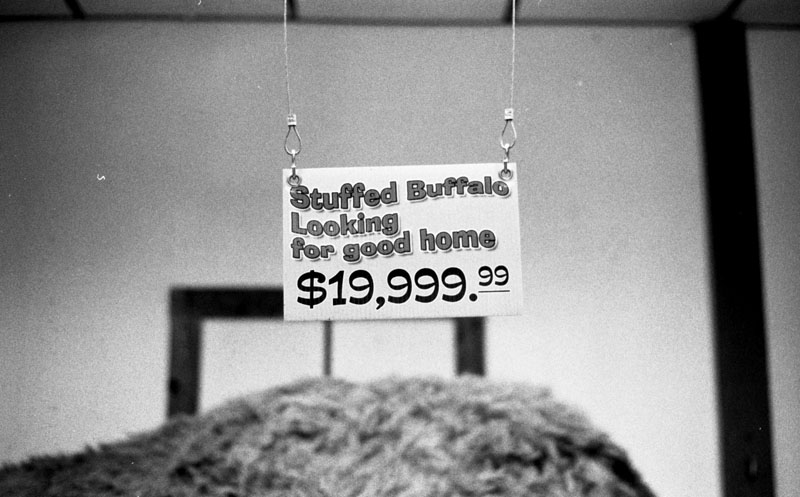 Stuffed Buffalo
Looking
for good home
$19,999.99